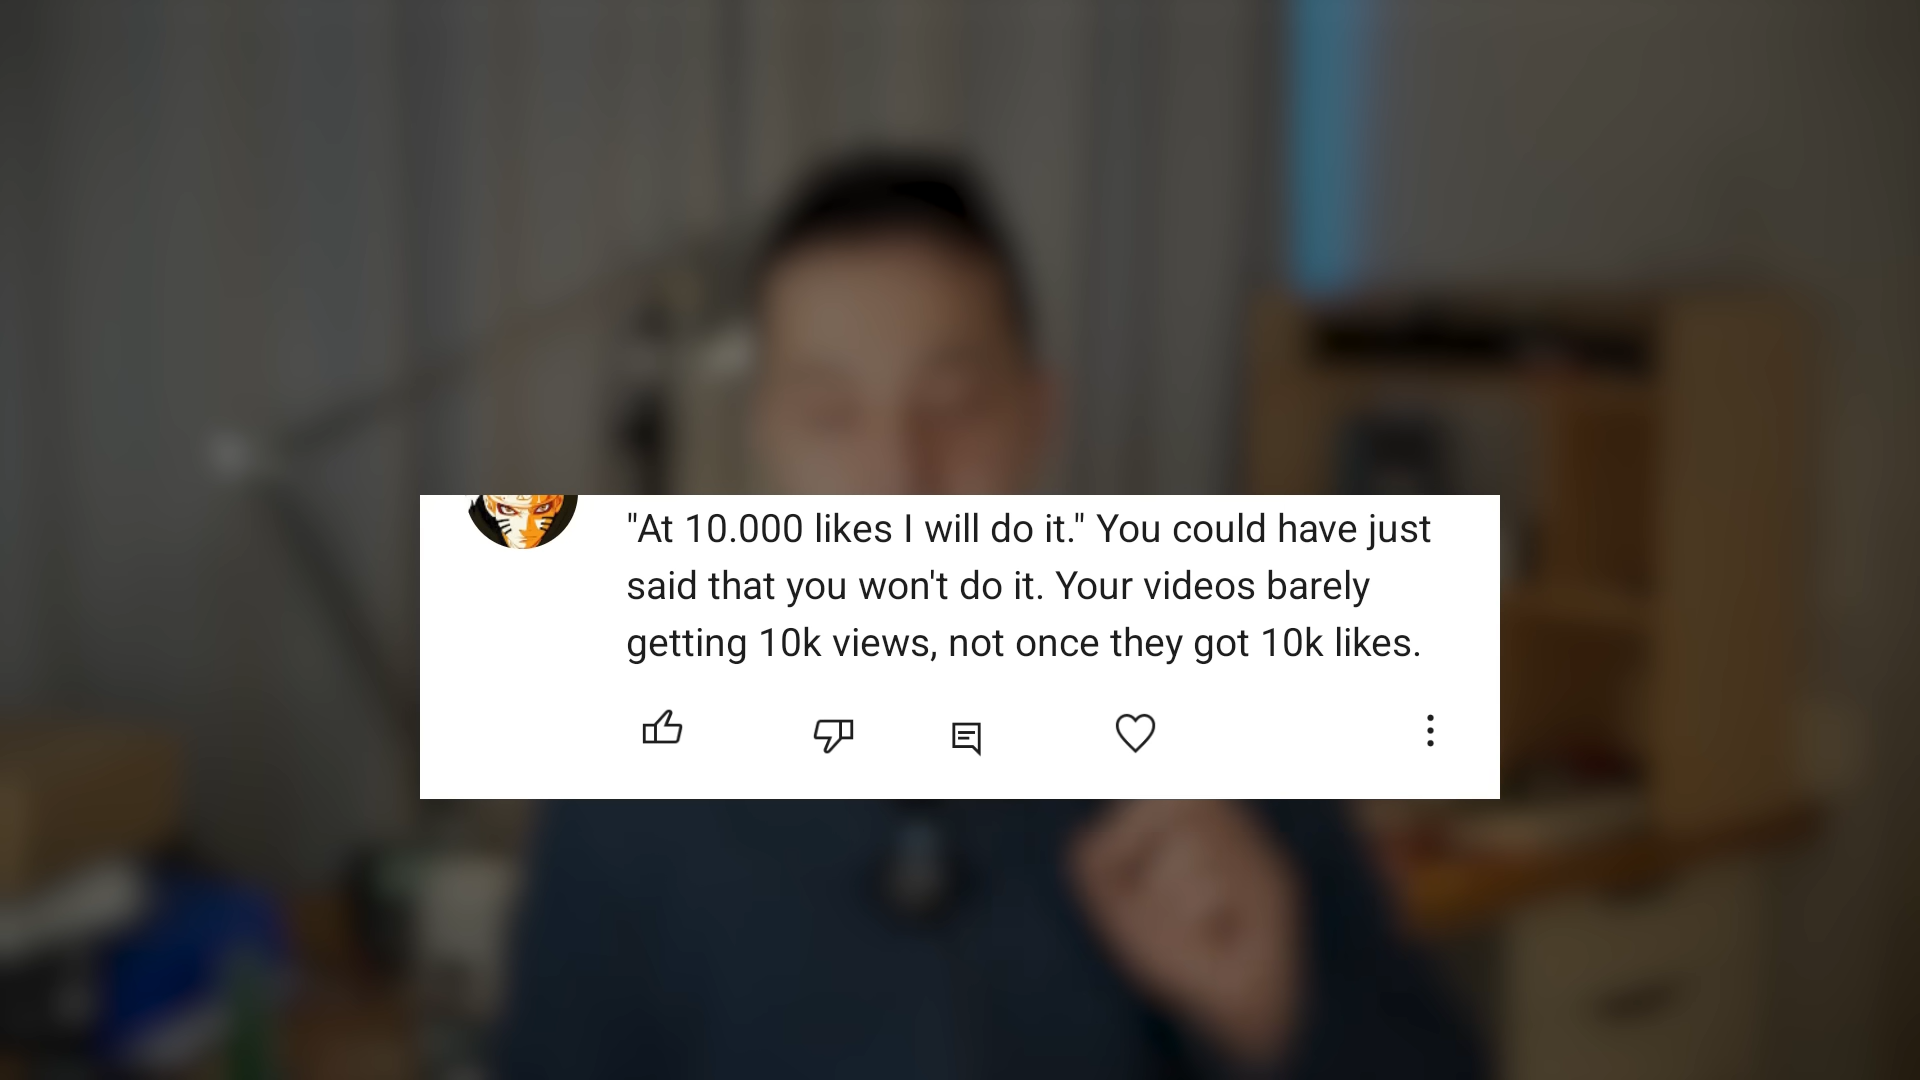 "At 10.000 likes I will do it." You could have just
said that you won't do it. Your videos barely
getting 10k views, not once they got 10k likes.